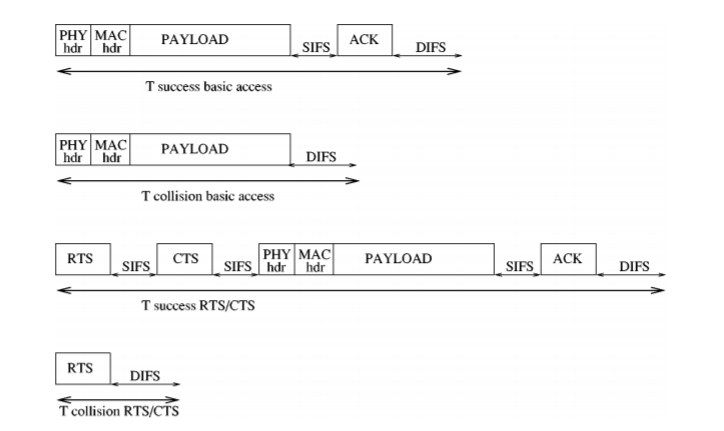 PHY MAC PAYLOAD ACK
hdr hdr SIFS DIFS
T success basic access
PHY MAC PAYLOAD
hdr hdr DIFS
T collision basic access
RTS CTS PHY MAC PAYLOAD ACK
SIFS SIFS hdr hdr SIFS DIFS
T success RTS/CTS
RTS
DIFS
T collision RTS/CTS